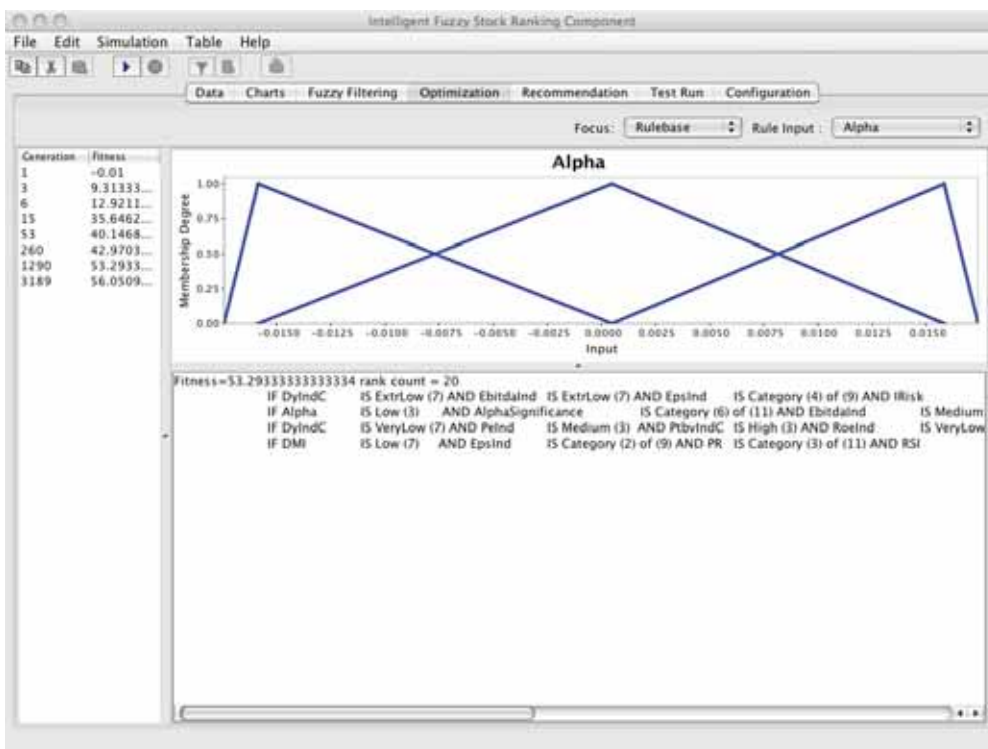 Intelligent Fuzzy Stock Ranking Component
File Edit Simulation Table Help
Data Charts Fuzzy Filtering Optimization Recommendation Test Run Configuration
Focus: Rulebase Rule Input : Alpha
Generation Fitness
1 -0.01
3 9.31333...
6 12.9211...
15 35.6462...
53 40.1468...
260 42.9703...
1290 53.2933...
3189 56.0509...
Alpha
Membership Degree
1.00
0.75
0.50
0.25
0.00
-0.0150 -0.0125 -0.0100 -0.0075 -0.0050 -0.0025 0.0000 0.0025 0.0050 0.0075 0.0100 0.0125 0.0150
Input
Fitness=53.29333333333334 rank count = 20
IF DyIndC IS ExtrLow (7) AND EbitdaInd IS ExtrLow (7) AND EpsInd IS Category (4) of (9) AND IRisk
IF Alpha IS Low (3) AND AlphaSignificance IS Category (6) of (11) AND EbitdaInd IS Medium
IF DyIndC IS VeryLow (7) AND PeInd IS Medium (3) AND PtbvIndC IS High (3) AND RoeInd IS VeryLow
IF DMI IS Low (7) AND EpsInd IS Category (2) of (9) AND PR IS Category (3) of (11) AND RSI